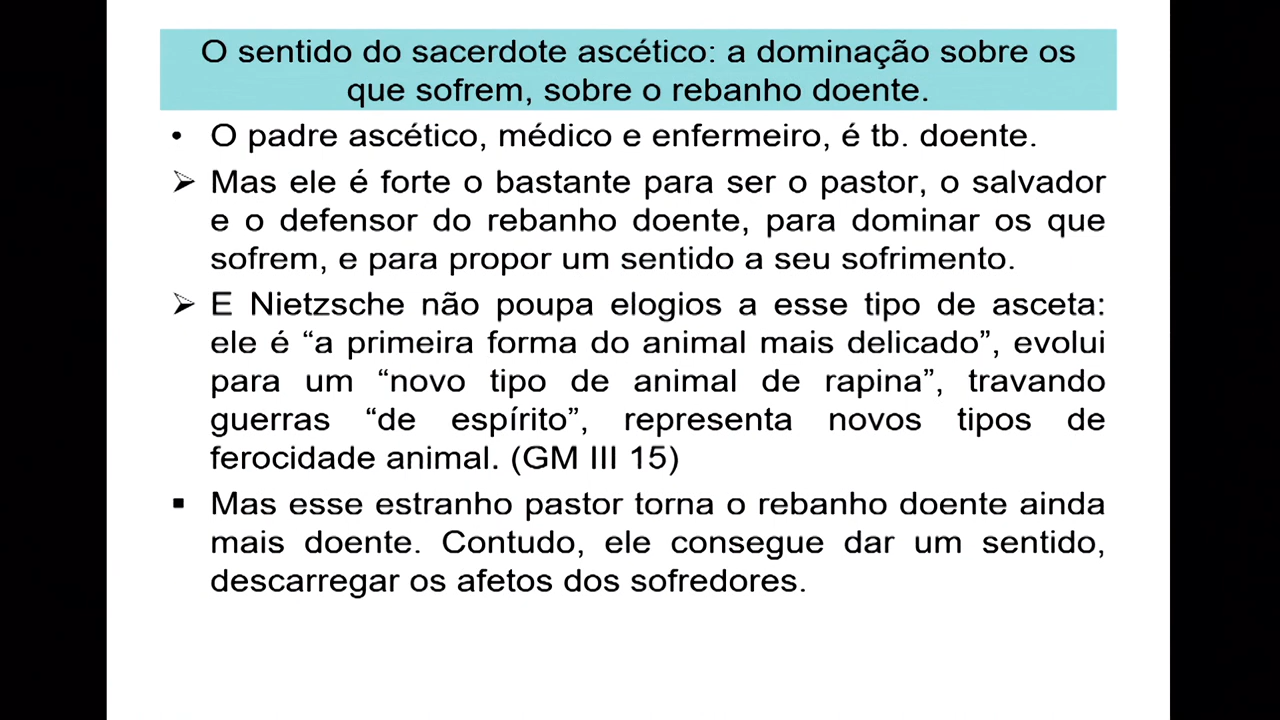 O sentido do sacerdote ascético: a dominação sobre os
que sofrem, sobre o rebanho doente.
• O padre ascético, médico e enfermeiro, é tb. doente.
➢ Mas ele é forte o bastante para ser o pastor, o salvador
e o defensor do rebanho doente, para dominar os que
sofrem, e para propor um sentido a seu sofrimento.
➢ E Nietzsche não poupa elogios a esse tipo de asceta:
ele é “a primeira forma do animal mais delicado”, evolui
para um “novo tipo de animal de rapina”, travando
guerras “de espírito”, representa novos tipos de
ferocidade animal. (GM III 15)
▪ Mas esse estranho pastor torna o rebanho doente ainda
mais doente. Contudo, ele consegue dar um sentido,
descarregar os afetos dos sofredores.